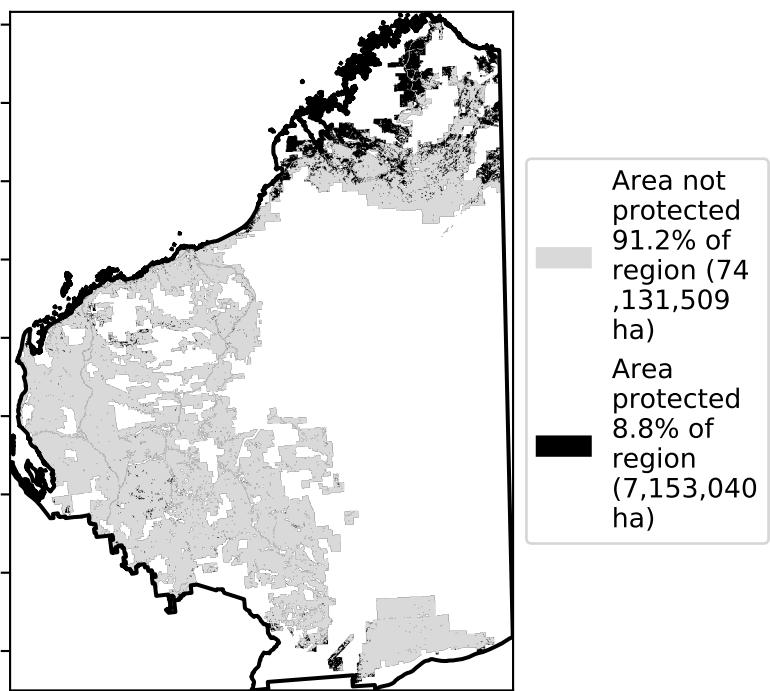 Area not
protected
91.2% of
region (74
,131,509
ha)
Area
protected
8.8% of
region
(7,153,040
ha)